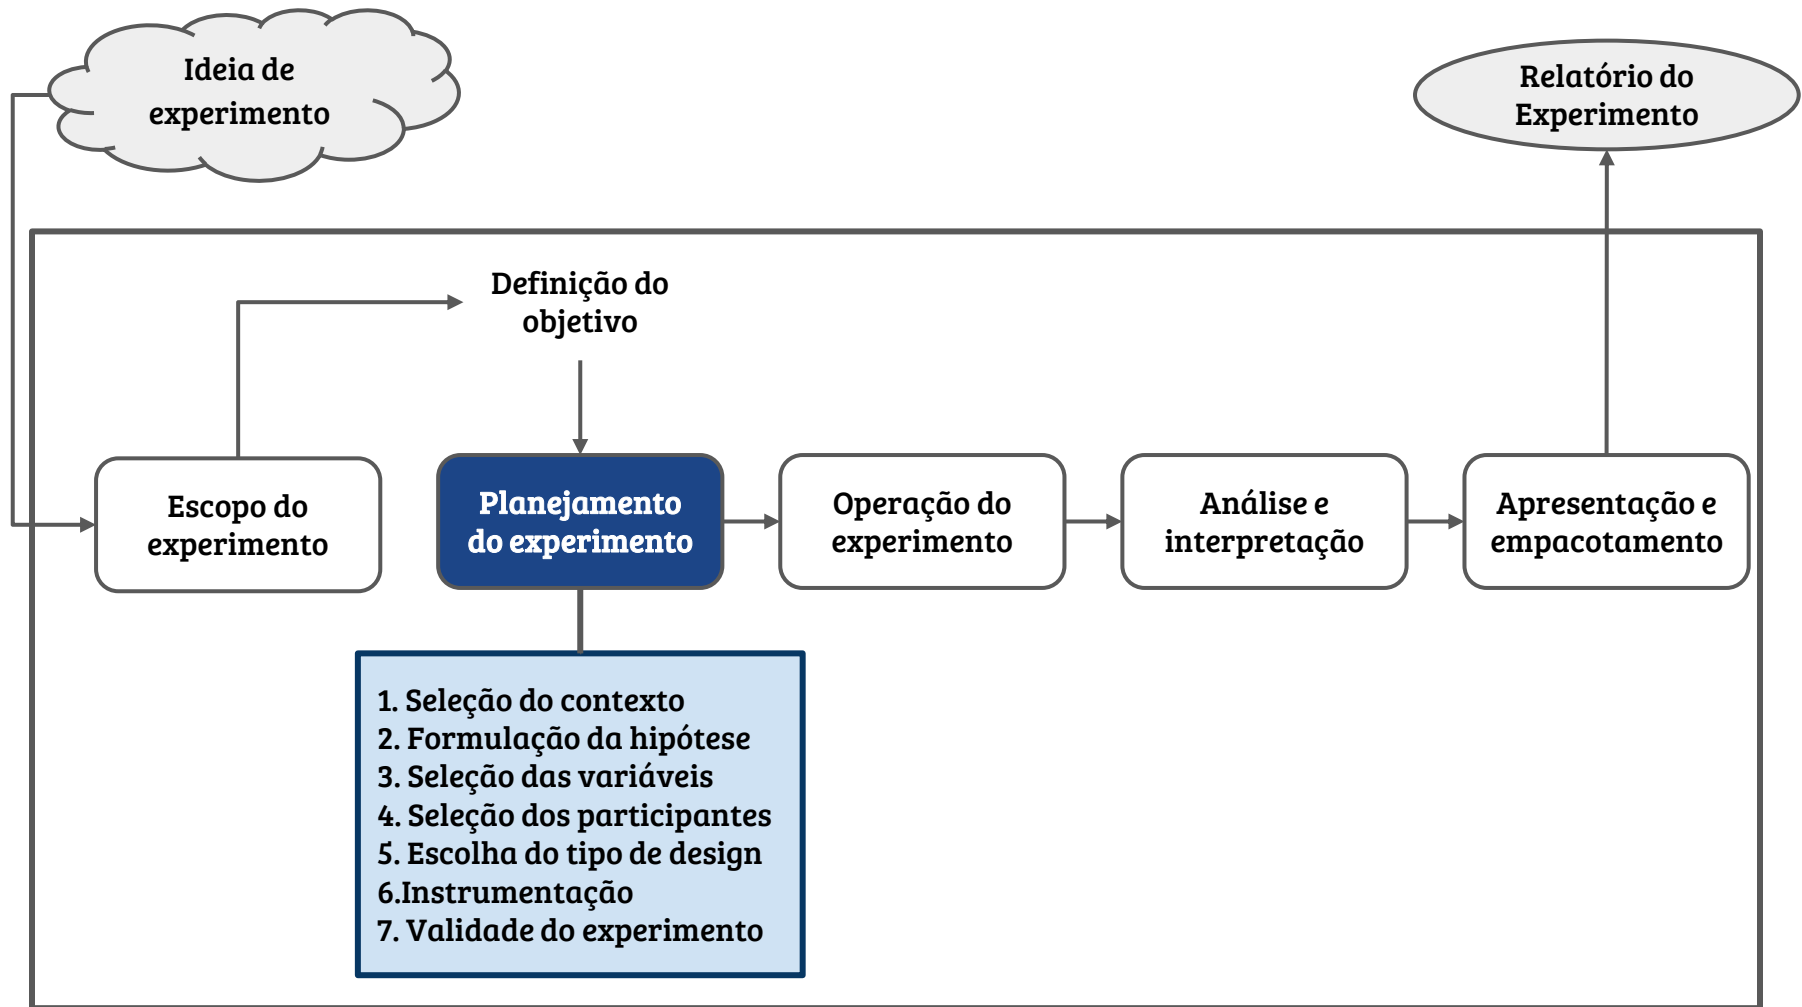 Ideia de
experimento
Relatório do
Experimento
Definição do
objetivo
Escopo do
experimento
Planejamento
do experimento
Operação do
experimento
Análise e
interpretação
Apresentação e
empacotamento
1. Seleção do contexto
2. Formulação da hipótese
3. Seleção das variáveis
4. Seleção dos participantes
5. Escolha do tipo de design
6.Instrumentação
7. Validade do experimento